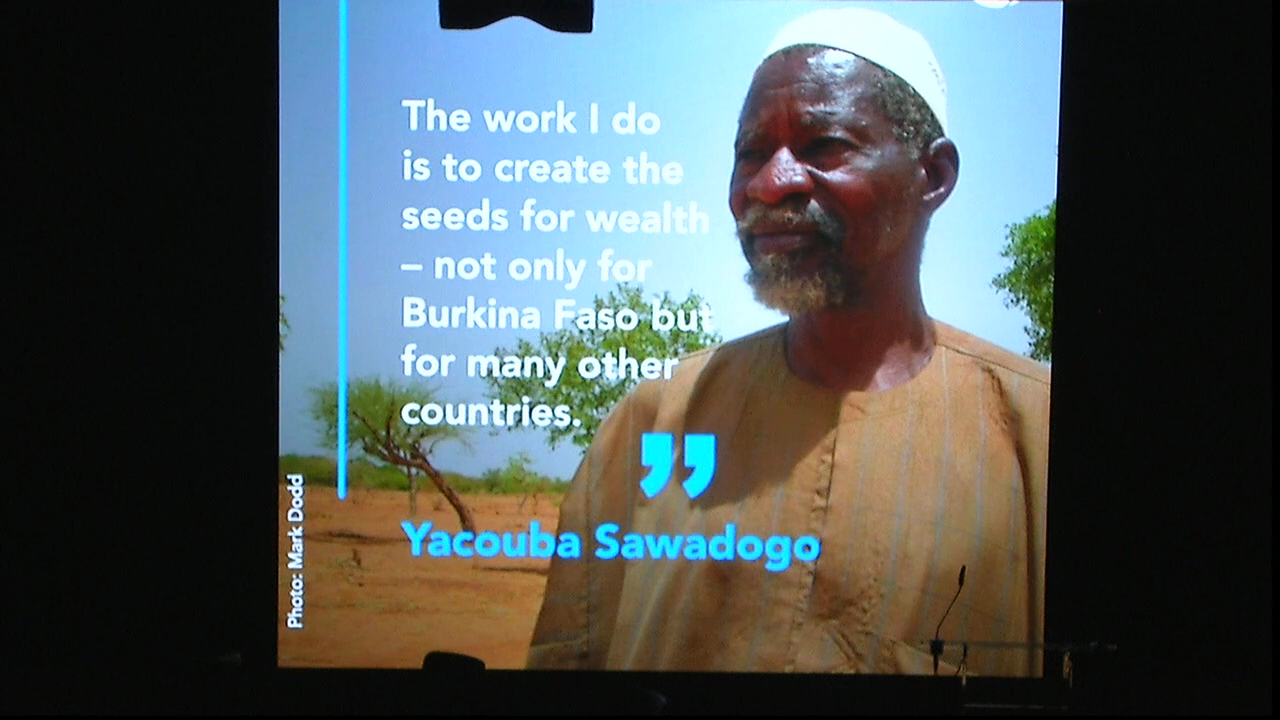 The work I do
is to create the
seeds for wealth
– not only for
Burkina Faso but
for many other
countries.
”
Yacouba Sawadogo
Photo: Mark Dodd